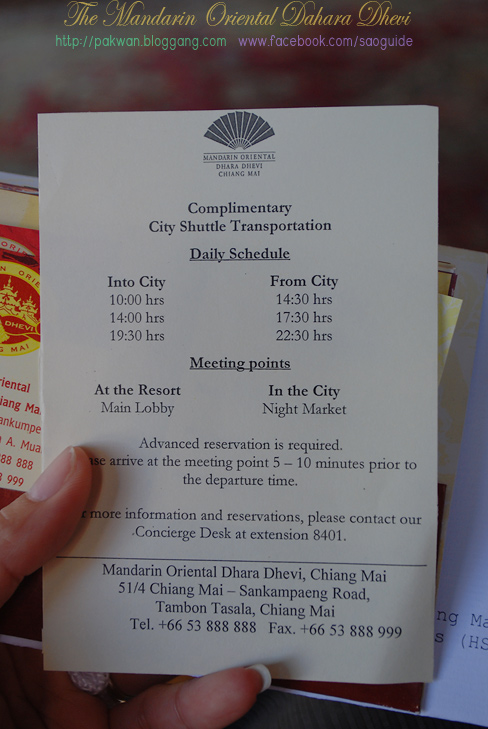 The Mandarin Oriental Dahara Dhevi
http://pakwan.bloggang.com www.facebook.com/saoguide
MANDARIN ORIENTAL
DHARA DHEVI
CHIANG MAI
Complimentary
City Shuttle Transportation
Daily Schedule
Into City From City
10:00 hrs 14:30 hrs
14:00 hrs 17:30 hrs
19:30 hrs 22:30 hrs
Meeting points
At the Resort In the City
Main Lobby Night Market
Advanced reservation is required.
arrive at the meeting point 5 – 10 minutes prior to
the departure time.
more information and reservations, please contact our
Concierge Desk at extension 8401.
Mandarin Oriental Dhara Dhevi, Chiang Mai
51/4 Chiang Mai – Sankampaeng Road,
Tambon Tasala, Chiang Mai
Tel. +66 53 888 888 Fax. +66 53 888 999